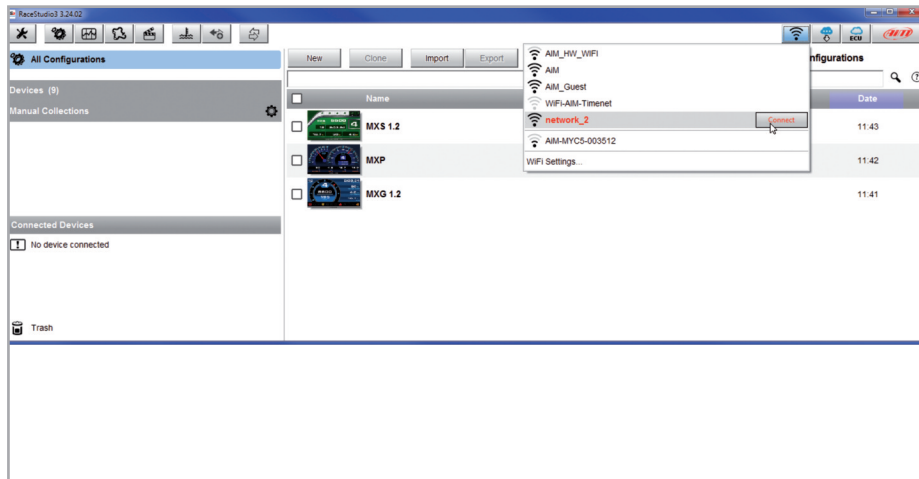 RaceStudio3 3.24.02
ECU
AiM
All Configurations
New Clone Import Export
nfigurations
Devices (9)
Manual Collections
Name
Date
MXS 1.2
11:43
MXP
11:42
MXG 1.2
11:41
AiM_HW_WIFI
AiM
AiM_Guest
WiFi-AiM-Timenet
network_2
Connect
AiM-MYC5-003512
WiFi Settings...
Connected Devices
No device connected
Trash